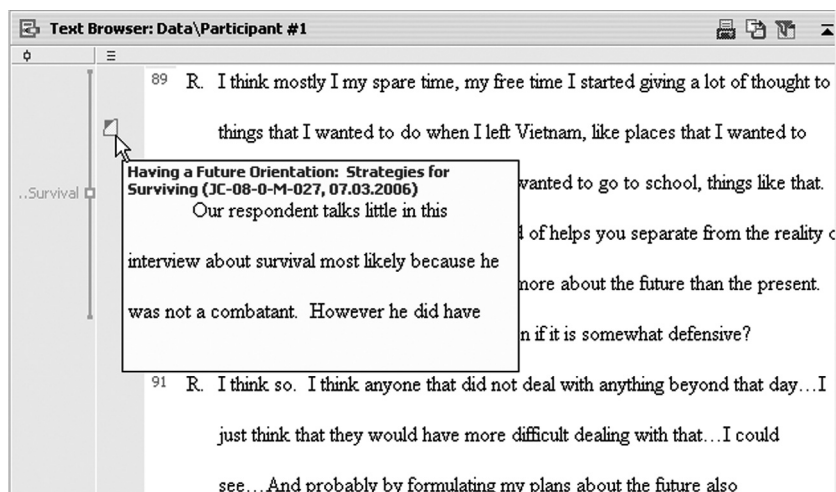 Text Browser: Data\Participant #1
89 R. I think mostly I my spare time, my free time I started giving a lot of thought to
things that I wanted to do when I left Vietnam, like places that I wanted to
Having a Future Orientation: Strategies for
Surviving (JC-08-0-M-027, 07.03.2006)
..Survival
wanted to go to school, things like that.
Our respondent talks little in this
of helps you separate from the reality
interview about survival most likely because he
more about the future than the present.
was not a combatant. However he did have
if it is somewhat defensive?
91 R. I think so. I think anyone that did not deal with anything beyond that day…I
just think that they would have more difficult dealing with that…I could
see…And probably by formulating my plans about the future also